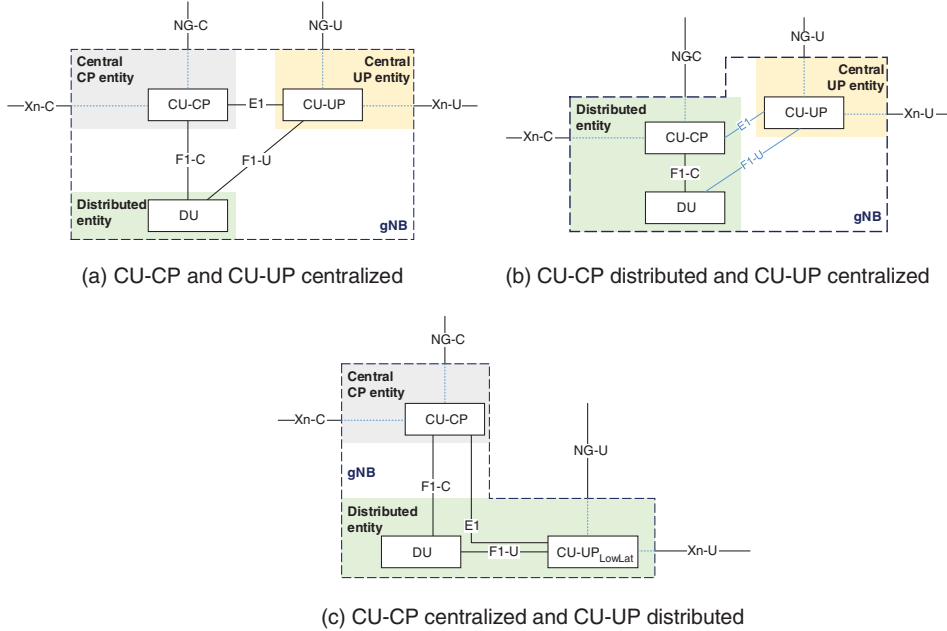 NG-C
NG-U
Central
CP entity
Central
UP entity
Xn-C
CU-CP
E1
CU-UP
Xn-U
F1-C
F1-U
Distributed
entity
DU
gNB
(a) CU-CP and CU-UP centralized
NGC
NG-U
Central
UP entity
Distributed
entity
CU-UP
Xn-U
Xn-C
CU-CP
E1
F1-C
F1-U
DU
gNB
(b) CU-CP distributed and CU-UP centralized
NG-C
Central
CP entity
Xn-C
CU-CP
NG-U
gNB
F1-C
Distributed
entity
E1
DU
F1-U
CU-UPLowLat
Xn-U
(c) CU-CP centralized and CU-UP distributed